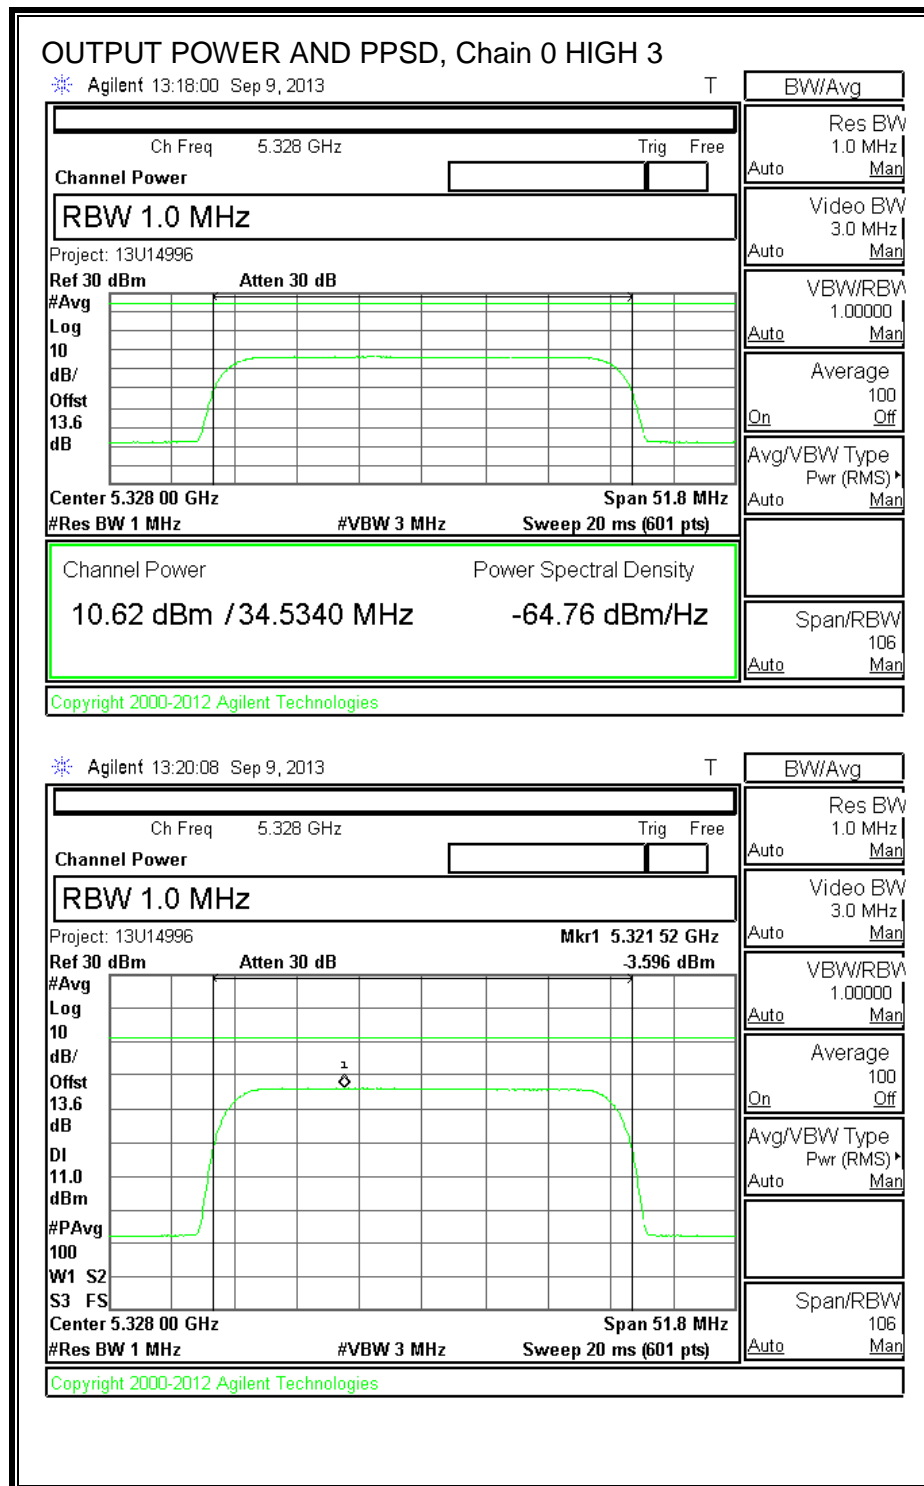 OUTPUT POWER AND PPSD, Chain 0 HIGH 3
Agilent 13:18:00 Sep 9, 2013 T
BW/Avg
Ch Freq 5.328 GHz Trig Free
Channel Power
RBW 1.0 MHz
Project: 13U14996
Ref 30 dBm Atten 30 dB
#Avg
Log
10
dB/
Offst
13.6
dB
Center 5.328 00 GHz Span 51.8 MHz
#Res BW 1 MHz #VBW 3 MHz Sweep 20 ms (601 pts)
Channel Power Power Spectral Density
10.62 dBm / 34.5340 MHz -64.76 dBm/Hz
Copyright 2000-2012 Agilent Technologies
Res BW
1.0 MHz
Auto Man
Video BW
3.0 MHz
Auto Man
VBW/RBW
1.00000
Auto Man
Average
100
On Off
Avg/VBW Type
Pwr (RMS)
Auto Man
Span/RBW
106
Auto Man
Agilent 13:20:08 Sep 9, 2013 T
BW/Avg
Ch Freq 5.328 GHz Trig Free
Channel Power
RBW 1.0 MHz
Project: 13U14996 Mkr1 5.321 52 GHz
Ref 30 dBm Atten 30 dB -3.596 dBm
#Avg
Log
10
dB/
Offst
13.6
dB
DI
11.0
dBm
#PAvg
100
W1 S2
S3 FS
1
Center 5.328 00 GHz Span 51.8 MHz
#Res BW 1 MHz #VBW 3 MHz Sweep 20 ms (601 pts)
Copyright 2000-2012 Agilent Technologies
Res BW
1.0 MHz
Auto Man
Video BW
3.0 MHz
Auto Man
VBW/RBW
1.00000
Auto Man
Average
100
On Off
Avg/VBW Type
Pwr (RMS)
Auto Man
Span/RBW
106
Auto Man